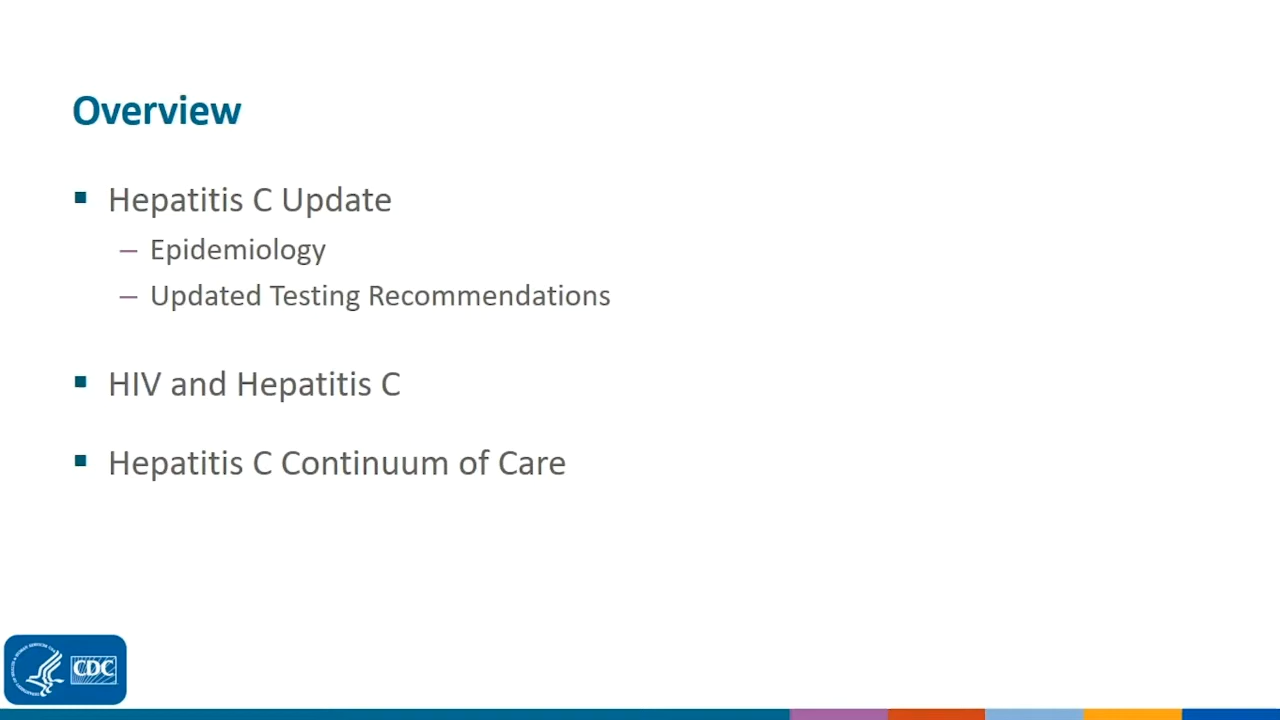 Overview
▪ Hepatitis C Update
– Epidemiology
– Updated Testing Recommendations
▪ HIV and Hepatitis C
▪ Hepatitis C Continuum of Care
CDC